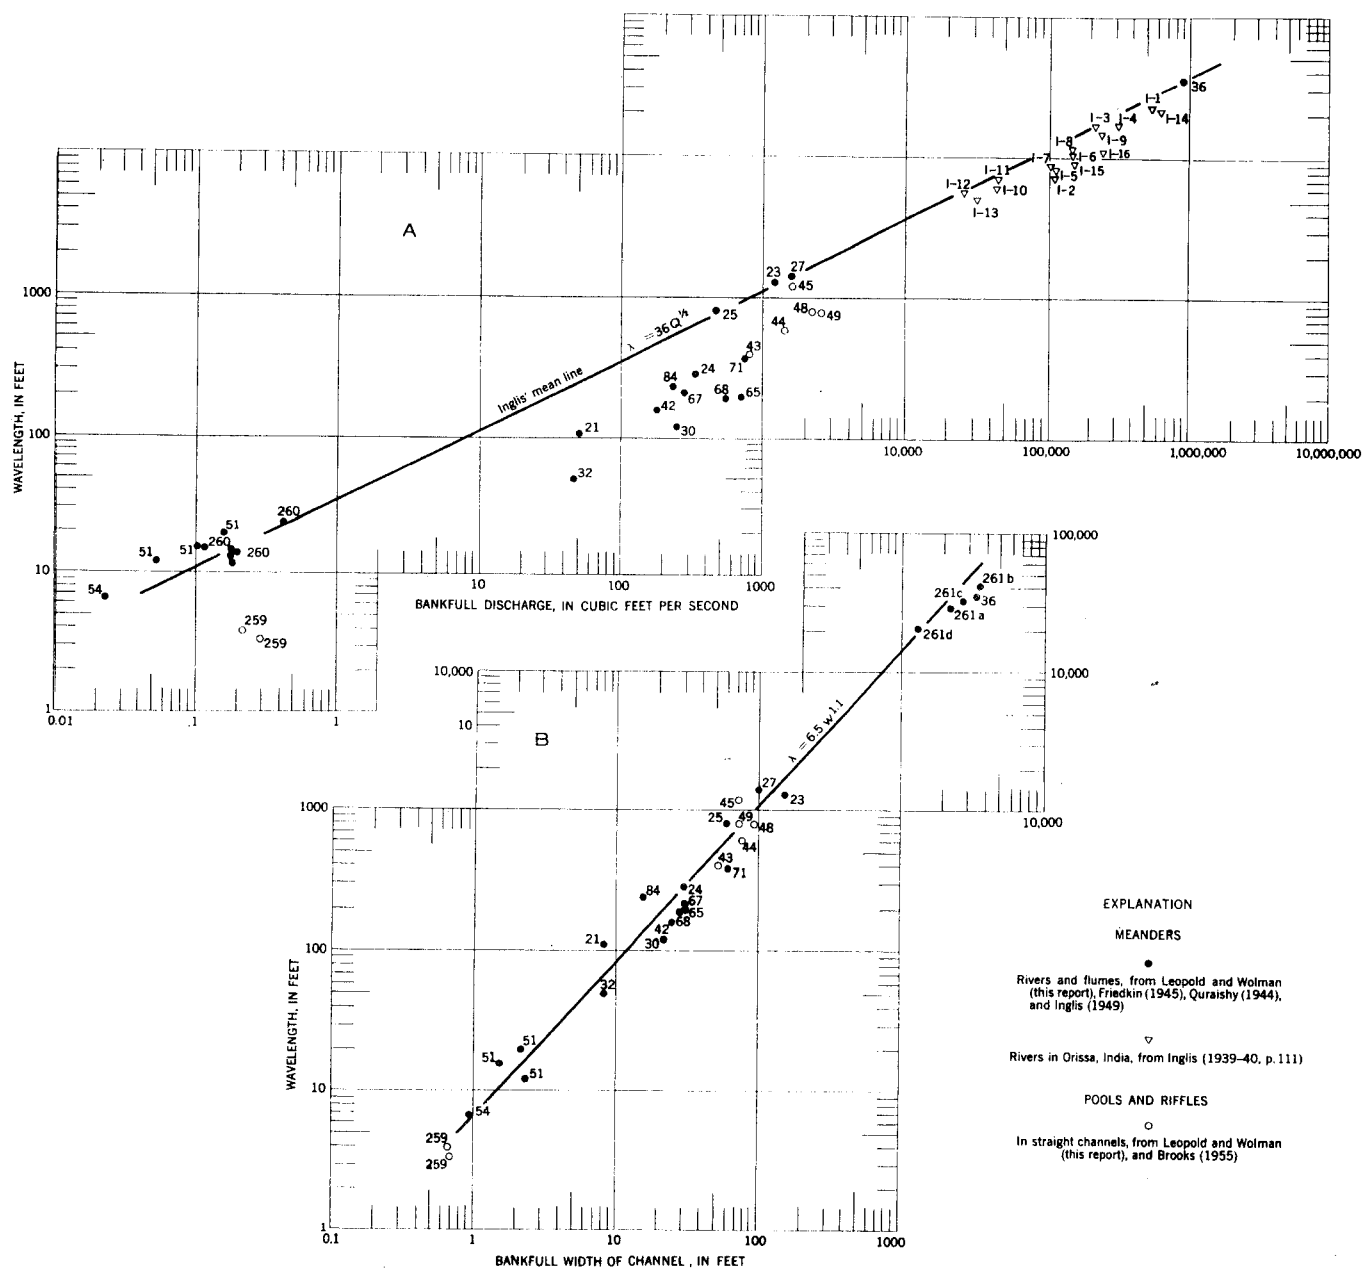 A
36
I-1
I-14
I-3
I-4
I-9
I-8
I-16
I-7
I-6
I-15
I-5
I-2
I-11
I-12
I-10
I-13
27
23
45
48
49
44
25
λ = 36Q^½
43
71
24
84
67
68
65
42
30
Inglis' mean line
21
32
260
51
260
51
51
260
54
259
259
WAVELENGTH, IN FEET
1000
100
10
1
0.01
.1
1
10
100
1000
10,000
100,000
1,000,000
10,000,000
BANKFULL DISCHARGE, IN CUBIC FEET PER SECOND
B
100,000
10,000
10,000
261b
261c
36
261a
261d
λ = 6.5w^1.1
10,000
10
27
45
23
25
49
48
44
43
71
84
24
67
65
42
68
30
21
32
51
51
51
54
259
259
WAVELENGTH, IN FEET
1000
100
10
1
0.1
1
10
100
1000
BANKFULL WIDTH OF CHANNEL, IN FEET
EXPLANATION
MEANDERS
Rivers and flumes, from Leopold and Wolman
(this report), Friedkin (1945), Quraishy (1944),
and Inglis (1949)
Rivers in Orissa, India, from Inglis (1939–40, p. 111)
POOLS AND RIFFLES
In straight channels, from Leopold and Wolman
(this report), and Brooks (1955)